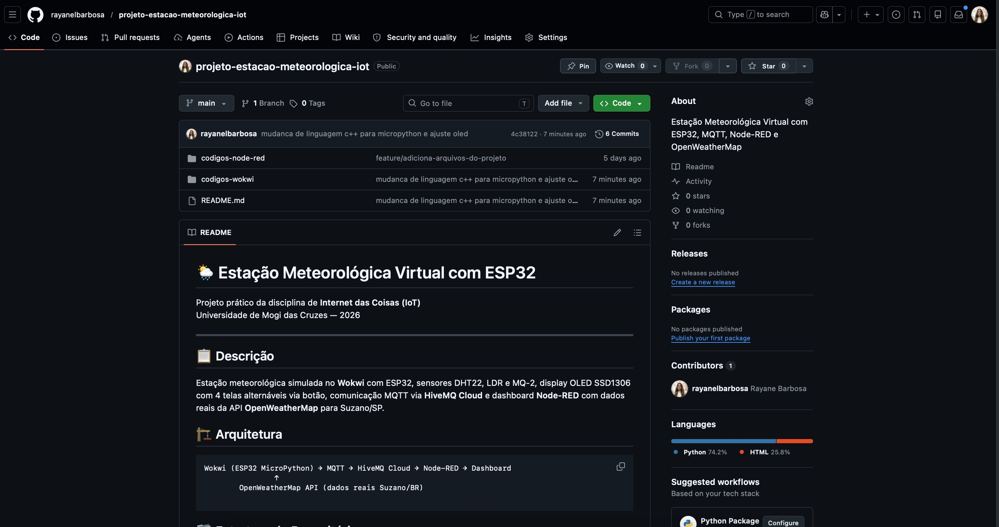 rayanelbarbosa / projeto-estacao-meteorologica-iot
Type / to search
Code Issues Pull requests Agents Actions Projects Wiki Security and quality Insights Settings
projeto-estacao-meteorologica-iot Public
Pin Watch 0 Fork 0 Star 0
main 1 Branch 0 Tags
Go to file T Add file Code
rayanelbarbosa mudanca de linguagem c++ para micropython e ajuste oled 4c38122 · 7 minutes ago 6 Commits
codigos-node-red feature/adiciona-arquivos-do-projeto 5 days ago
codigos-wokwi mudanca de linguagem c++ para micropython e ajuste o... 7 minutes ago
README.md mudanca de linguagem c++ para micropython e ajuste o... 7 minutes ago
README
Estação Meteorológica Virtual com ESP32
Projeto prático da disciplina de Internet das Coisas (IoT)
Universidade de Mogi das Cruzes — 2026
Descrição
Estação meteorológica simulada no Wokwi com ESP32, sensores DHT22, LDR e MQ-2, display OLED SSD1306
com 4 telas alternáveis via botão, comunicação MQTT via HiveMQ Cloud e dashboard Node-RED com dados
reais da API OpenWeatherMap para Suzano/SP.
Arquitetura
Wokwi (ESP32 MicroPython) → MQTT → HiveMQ Cloud → Node-RED → Dashboard
↑
OpenWeatherMap API (dados reais Suzano/BR)
About
Estação Meteorológica Virtual com
ESP32, MQTT, Node-RED e
OpenWeatherMap
Readme
Activity
0 stars
0 watching
0 forks
Releases
No releases published
Create a new release
Packages
No packages published
Publish your first package
Contributors 1
rayanelbarbosa Rayane Barbosa
Languages
Python 74.2% HTML 25.8%
Suggested workflows
Based on your tech stack
Python Package Configure